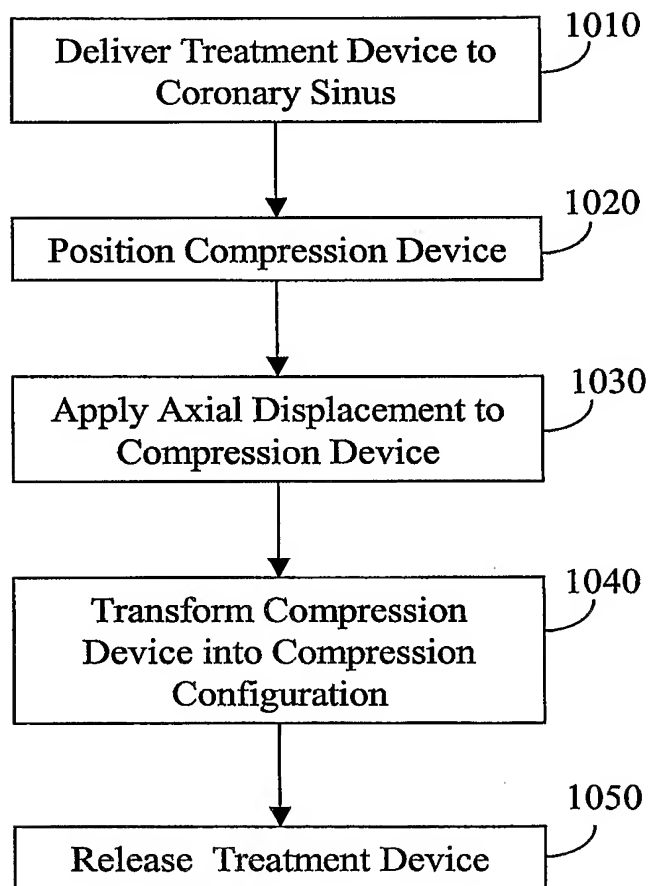 1010
Deliver Treatment Device to
Coronary Sinus
1020
Position Compression Device
1030
Apply Axial Displacement to
Compression Device
1040
Transform Compression
Device into Compression
Configuration
1050
Release Treatment Device